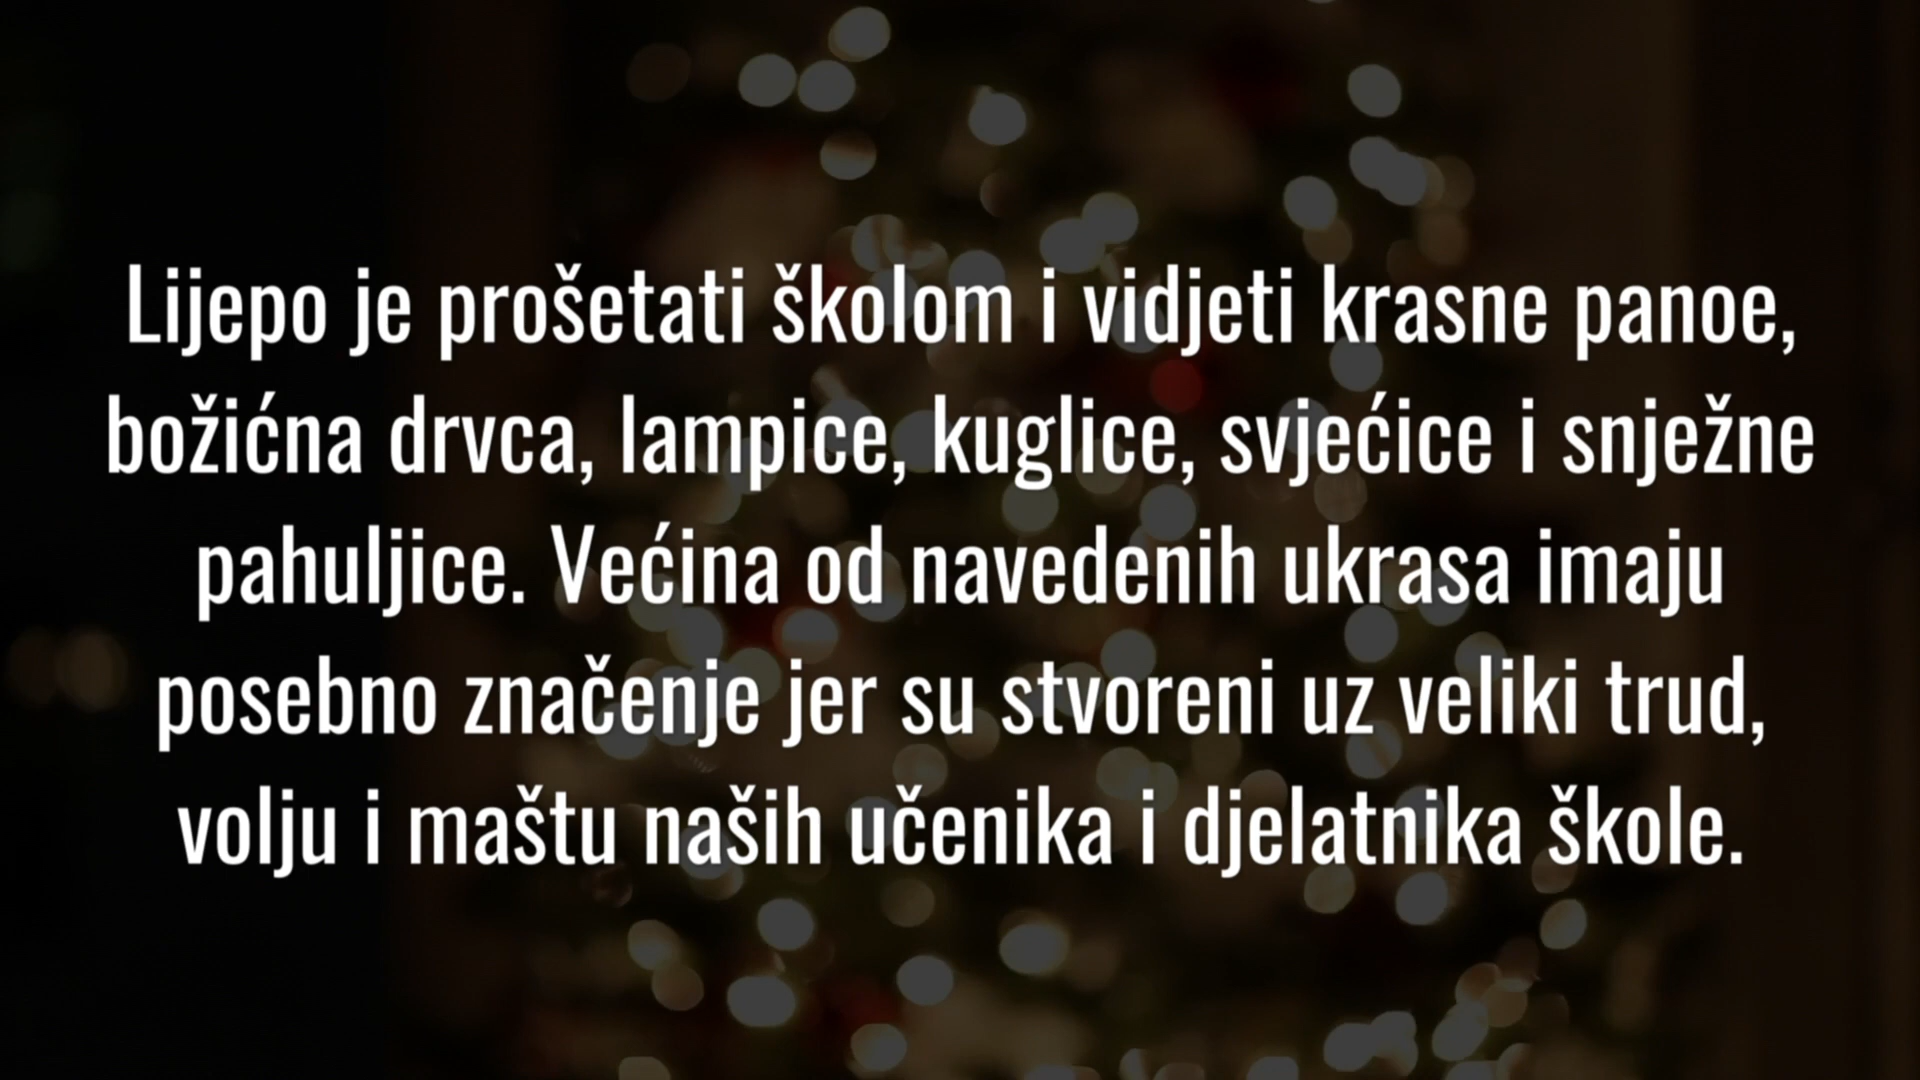 Lijepo je prošetati školom i vidjeti krasne panoe,
božićna drvca, lampice, kuglice, svjećice i snježne
pahuljice. Većina od navedenih ukrasa imaju
posebno značenje jer su stvoreni uz veliki trud,
volju i maštu naših učenika i djelatnika škole.